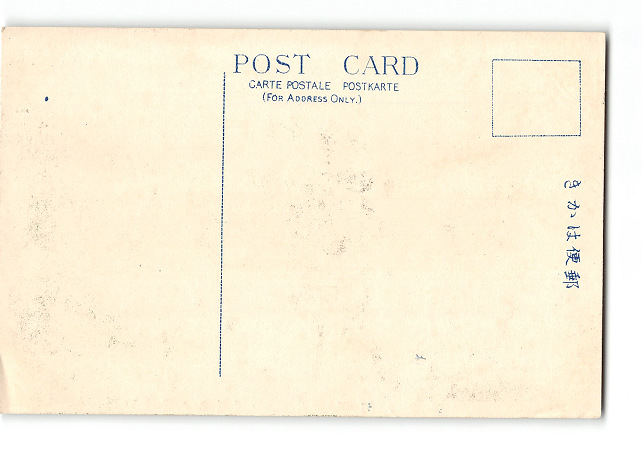 POST CARD
CARTE POSTALE POSTKARTE
(FOR ADDRESS ONLY.)
きかは便郵